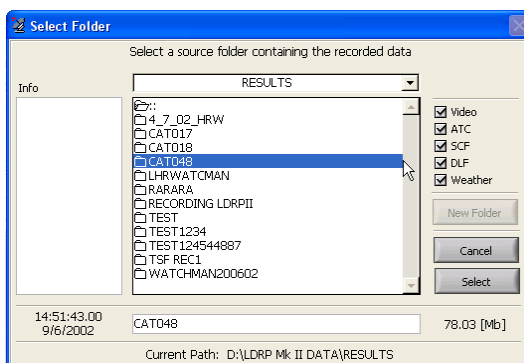 Select Folder
Select a source folder containing the recorded data
Info
RESULTS
::
4_7_02_HRW
CAT017
CAT018
CAT048
LHRWATCMAN
RARARA
RECORDING LDRPII
TEST
TEST1234
TEST124544887
TSF REC1
WATCHMAN200602
Video
ATC
SCF
DLF
Weather
New Folder
Cancel
Select
14:51:43.00
9/6/2002
CAT048
78.03 [Mb]
Current Path: D:\LDRP Mk II DATA\RESULTS